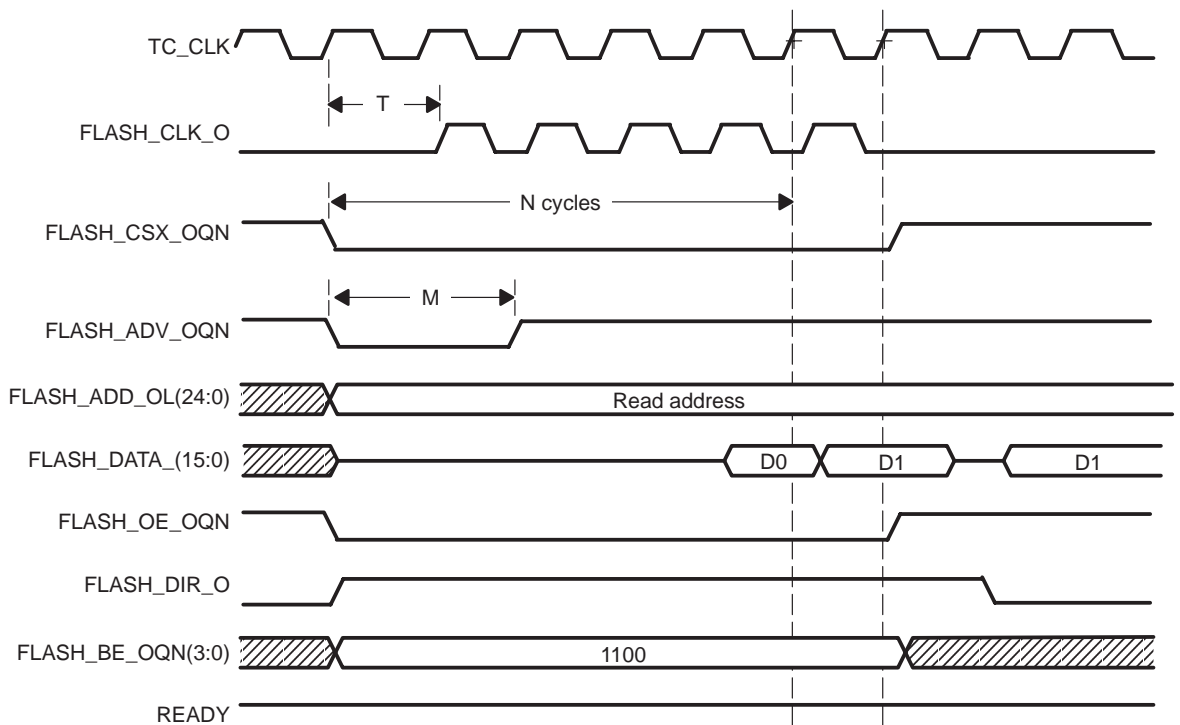 TC_CLK
T
FLASH_CLK_O
N cycles
FLASH_CSX_OQN
M
FLASH_ADV_OQN
FLASH_ADD_OL(24:0)
Read address
FLASH_DATA_(15:0)
D0
D1
D1
FLASH_OE_OQN
FLASH_DIR_O
FLASH_BE_OQN(3:0)
1100
READY